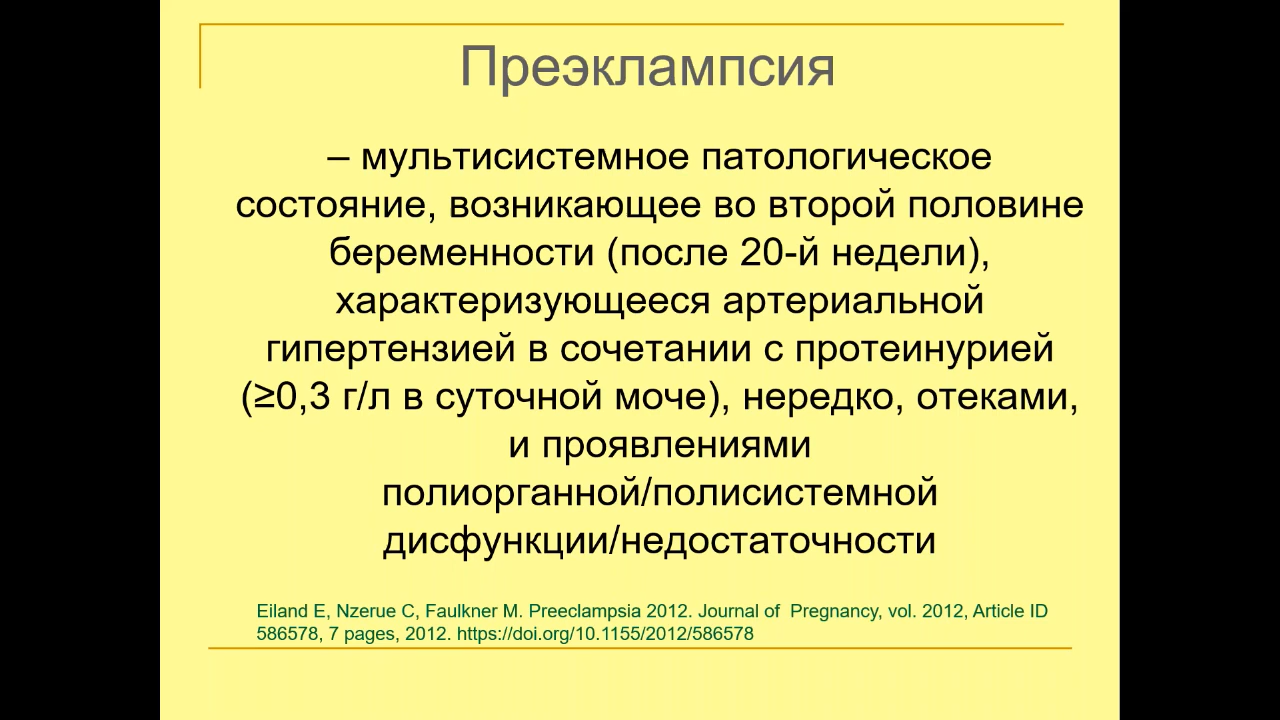 Преэклампсия
– мультисистемное патологическое
состояние, возникающее во второй половине
беременности (после 20-й недели),
характеризующееся артериальной
гипертензией в сочетании с протеинурией
(≥0,3 г/л в суточной моче), нередко, отеками,
и проявлениями
полиорганной/полисистемной
дисфункции/недостаточности
Eiland E, Nzerue C, Faulkner M. Preeclampsia 2012. Journal of Pregnancy, vol. 2012, Article ID
586578, 7 pages, 2012. https://doi.org/10.1155/2012/586578